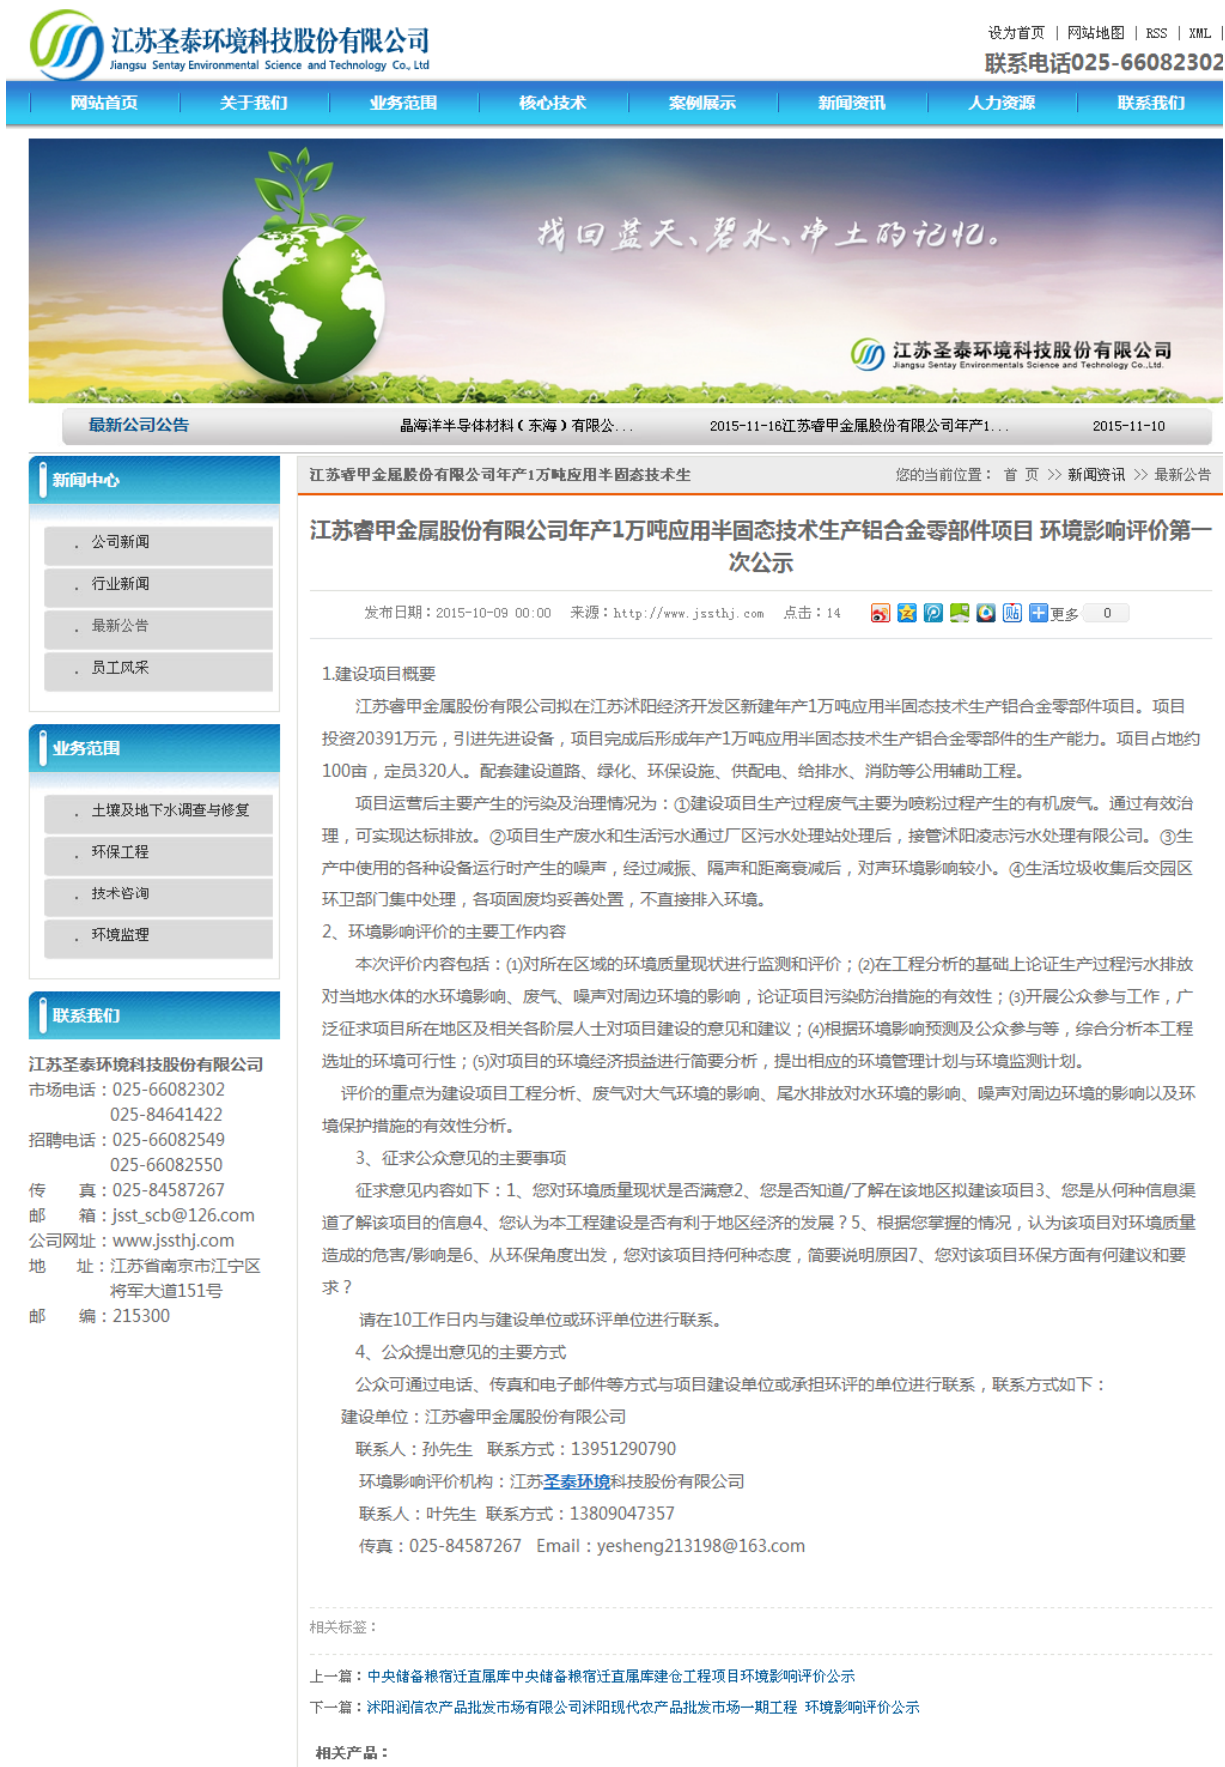 江苏圣泰环境科技股份有限公司
Jiangsu Sentay Environmental Science and Technology Co., Ltd
设为首页 | 网站地图 | RSS | XML |
联系电话025-66082302
网站首页 关于我们 业务范围 核心技术 案例展示 新闻资讯 人力资源 联系我们
找回蓝天、碧水、净土的记忆。
江苏圣泰环境科技股份有限公司
Jiangsu Sentay Environmentals Science and Technology Co.,Ltd.
最新公司公告 晶海洋半导体材料（东海）有限公... 2015-11-16江苏睿甲金属股份有限公司年产1... 2015-11-10
新闻中心
. 公司新闻
. 行业新闻
. 最新公告
. 员工风采
业务范围
. 土壤及地下水调查与修复
. 环保工程
. 技术咨询
. 环境监理
联系我们
江苏圣泰环境科技股份有限公司
市场电话：025-66082302
025-84641422
招聘电话：025-66082549
025-66082550
传 真：025-84587267
邮 箱：jsst_scb@126.com
公司网址：www.jssthj.com
地 址：江苏省南京市江宁区
将军大道151号
邮 编：215300
江苏睿甲金属股份有限公司年产1万吨应用半固态技术生 您的当前位置： 首 页 >> 新闻资讯 >> 最新公告
江苏睿甲金属股份有限公司年产1万吨应用半固态技术生产铝合金零部件项目 环境影响评价第一
次公示
发布日期：2015-10-09 00:00 来源：http://www.jssthj.com 点击：14 更多 0
1.建设项目概要
江苏睿甲金属股份有限公司拟在江苏沭阳经济开发区新建年产1万吨应用半固态技术生产铝合金零部件项目。项目
投资20391万元，引进先进设备，项目完成后形成年产1万吨应用半固态技术生产铝合金零部件的生产能力。项目占地约
100亩，定员320人。配套建设道路、绿化、环保设施、供配电、给排水、消防等公用辅助工程。
项目运营后主要产生的污染及治理情况为：①建设项目生产过程废气主要为喷粉过程产生的有机废气。通过有效治
理，可实现达标排放。②项目生产废水和生活污水通过厂区污水处理站处理后，接管沭阳凌志污水处理有限公司。③生
产中使用的各种设备运行时产生的噪声，经过减振、隔声和距离衰减后，对声环境影响较小。④生活垃圾收集后交园区
环卫部门集中处理，各项固废均妥善处置，不直接排入环境。
2、环境影响评价的主要工作内容
本次评价内容包括：⑴对所在区域的环境质量现状进行监测和评价；⑵在工程分析的基础上论证生产过程污水排放
对当地水体的水环境影响、废气、噪声对周边环境的影响，论证项目污染防治措施的有效性；⑶开展公众参与工作，广
泛征求项目所在地区及相关各阶层人士对项目建设的意见和建议；⑷根据环境影响预测及公众参与等，综合分析本工程
选址的环境可行性；⑸对项目的环境经济损益进行简要分析，提出相应的环境管理计划与环境监测计划。
评价的重点为建设项目工程分析、废气对大气环境的影响、尾水排放对水环境的影响、噪声对周边环境的影响以及环
境保护措施的有效性分析。
3、征求公众意见的主要事项
征求意见内容如下：1、您对环境质量现状是否满意2、您是否知道/了解在该地区拟建该项目3、您是从何种信息渠
道了解该项目的信息4、您认为本工程建设是否有利于地区经济的发展？5、根据您掌握的情况，认为该项目对环境质量
造成的危害/影响是6、从环保角度出发，您对该项目持何种态度，简要说明原因7、您对该项目环保方面有何建议和要
求？
请在10工作日内与建设单位或环评单位进行联系。
4、公众提出意见的主要方式
公众可通过电话、传真和电子邮件等方式与项目建设单位或承担环评的单位进行联系，联系方式如下：
建设单位：江苏睿甲金属股份有限公司
联系人：孙先生 联系方式：13951290790
环境影响评价机构：江苏圣泰环境科技股份有限公司
联系人：叶先生 联系方式：13809047357
传真：025-84587267 Email：yesheng213198@163.com
相关标签：
上一篇：中央储备粮宿迁直属库中央储备粮宿迁直属库建仓工程项目环境影响评价公示
下一篇：沭阳润信农产品批发市场有限公司沭阳现代农产品批发市场一期工程 环境影响评价公示
相关产品：